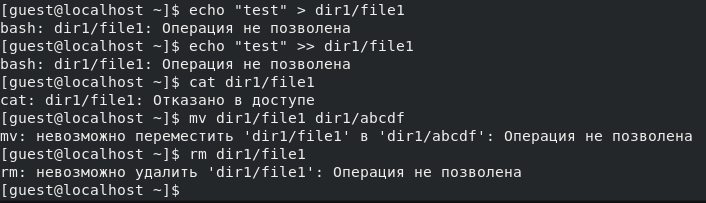 [guest@localhost ~]$ echo "test" > dir1/file1
bash: dir1/file1: Операция не позволена
[guest@localhost ~]$ echo "test" >> dir1/file1
bash: dir1/file1: Операция не позволена
[guest@localhost ~]$ cat dir1/file1
cat: dir1/file1: Отказано в доступе
[guest@localhost ~]$ mv dir1/file1 dir1/abcdf
mv: невозможно переместить 'dir1/file1' в 'dir1/abcdf': Операция не позволена
[guest@localhost ~]$ rm dir1/file1
rm: невозможно удалить 'dir1/file1': Операция не позволена
[guest@localhost ~]$